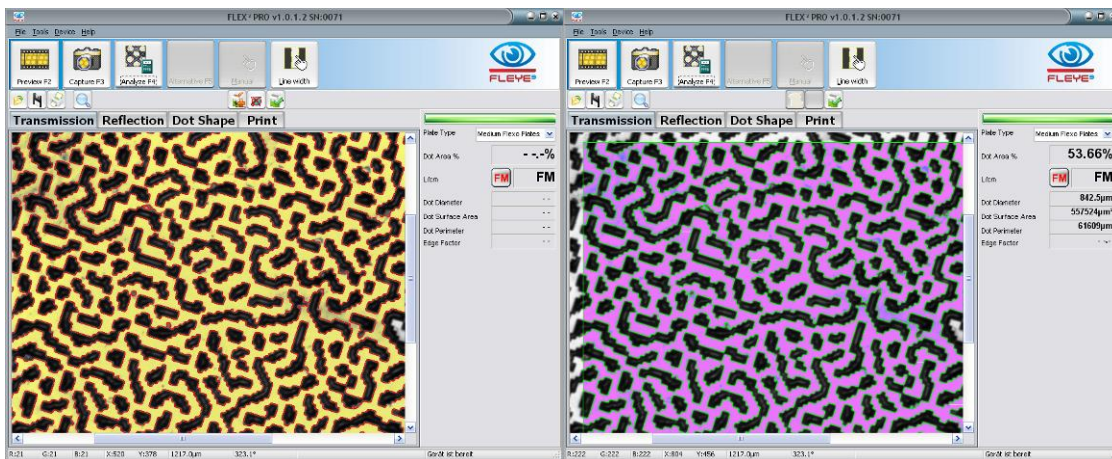 FLEX³ PRO v1.0.1.2 SN:0071
File Tools Device Help
Preview F2 Capture F3 Analyze F4 Alternative F5 Manual Line width
FLEYE®
Transmission Reflection Dot Shape Print
Plate Type Medium Flexo Plates
Dot Area % - -.-%
L/cm FM FM
Dot Diameter - -
Dot Surface Area - -
Dot Perimeter - -
Edge Factor - -
R:21 G:21 B:21 X:520 Y:378 1217.0µm 323.1° Gerät ist bereit
FLEX³ PRO v1.0.1.2 SN:0071
File Tools Device Help
Preview F2 Capture F3 Analyze F4 Alternative F5 Manual Line width
FLEYE®
Transmission Reflection Dot Shape Print
Plate Type Medium Flexo Plates
Dot Area % 53.66%
L/cm FM FM
Dot Diameter 842.5µm
Dot Surface Area 557524µm²
Dot Perimeter 61609µm
Edge Factor - -.-
R:222 G:222 B:222 X:804 Y:456 1217.0µm 323.1° Gerät ist bereit